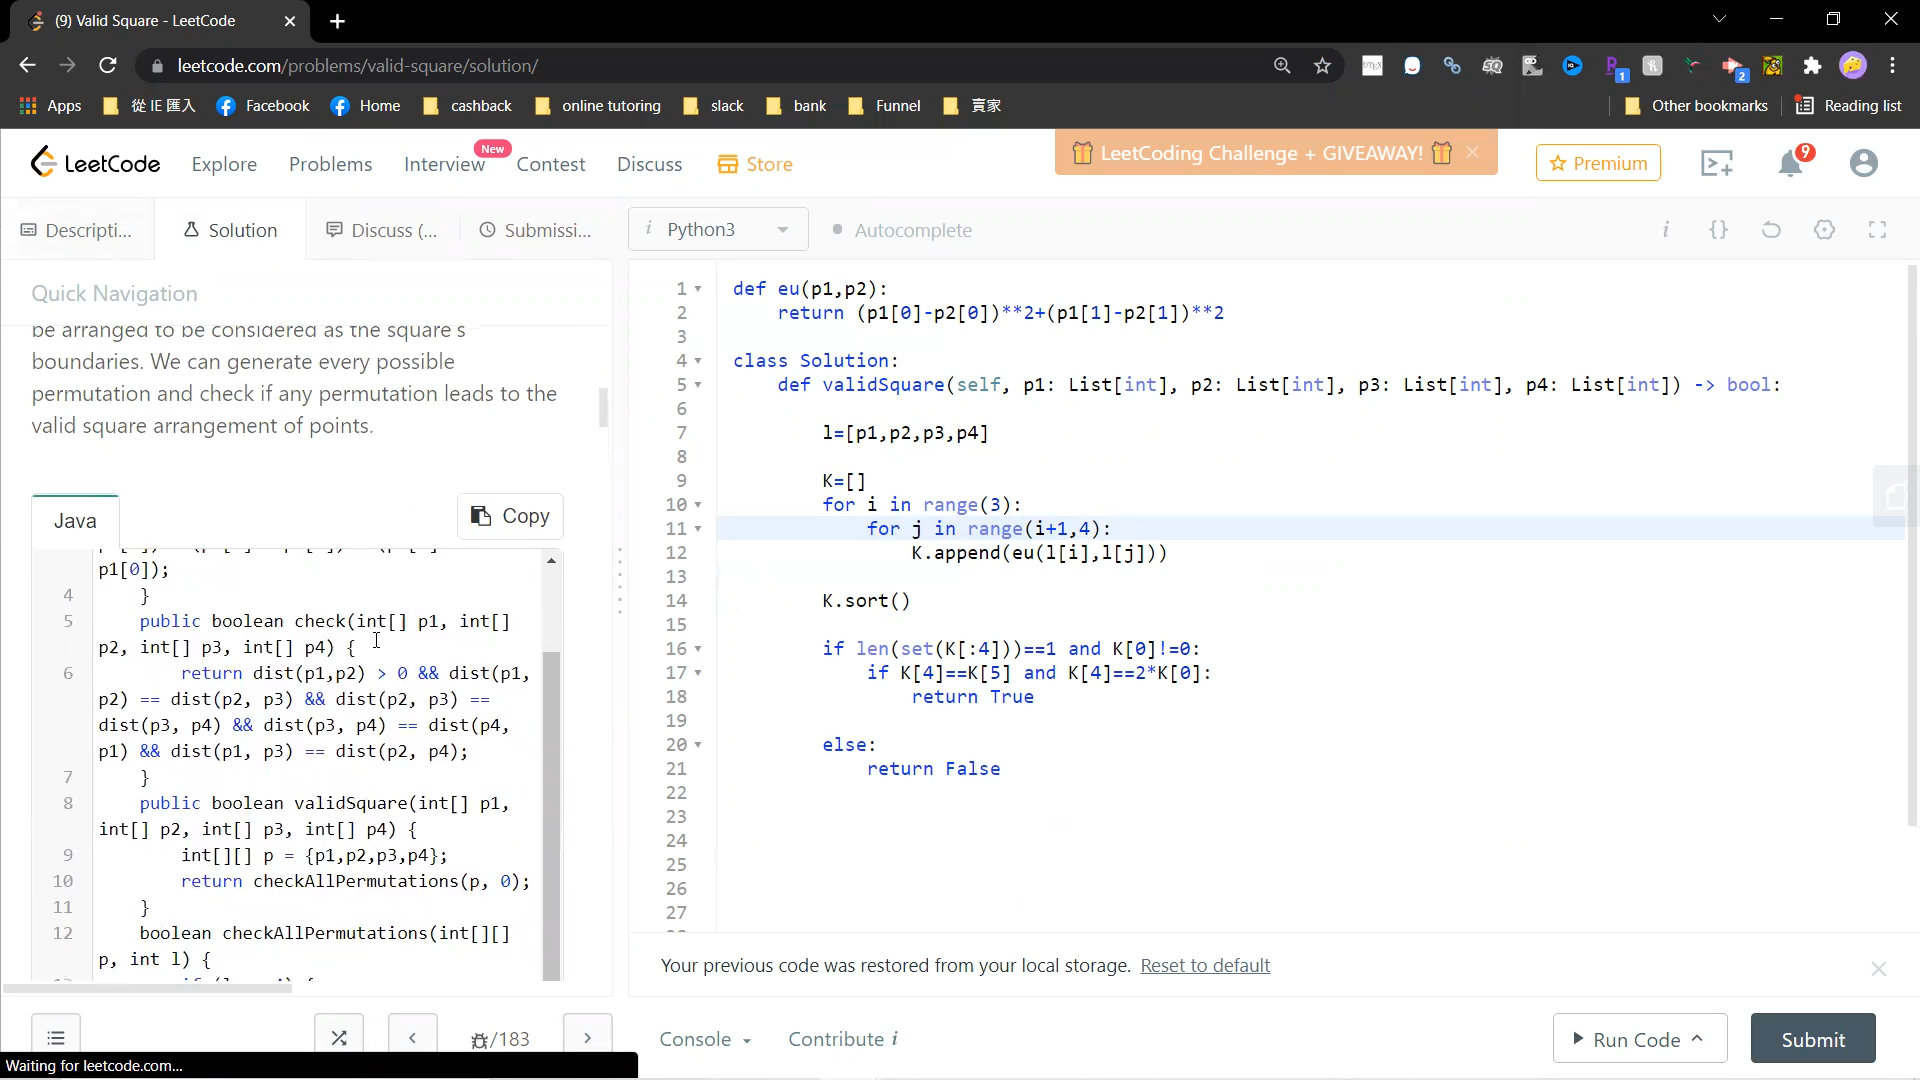 (9) Valid Square - LeetCode
leetcode.com/problems/valid-square/solution/
Apps 從 IE 匯入 Facebook Home cashback online tutoring slack bank Funnel 賣家 Other bookmarks Reading list
1 2
LeetCode Explore Problems Interview New Contest Discuss Store LeetCoding Challenge + GIVEAWAY! Premium 9
Descripti... Solution Discuss (... Submissi...
i Python3 Autocomplete i {}
Quick Navigation
be arranged to be considered as the square's
boundaries. We can generate every possible
permutation and check if any permutation leads to the
valid square arrangement of points.
Java Copy
p1[0]);
4 }
5 public boolean check(int[] p1, int[]
p2, int[] p3, int[] p4) {
6 return dist(p1,p2) > 0 && dist(p1,
p2) == dist(p2, p3) && dist(p2, p3) ==
dist(p3, p4) && dist(p3, p4) == dist(p4,
p1) && dist(p1, p3) == dist(p2, p4);
7 }
8 public boolean validSquare(int[] p1,
int[] p2, int[] p3, int[] p4) {
9 int[][] p = {p1,p2,p3,p4};
10 return checkAllPermutations(p, 0);
11 }
12 boolean checkAllPermutations(int[][]
p, int l) {
/183
1 def eu(p1,p2):
2 return (p1[0]-p2[0])**2+(p1[1]-p2[1])**2
3
4 class Solution:
5 def validSquare(self, p1: List[int], p2: List[int], p3: List[int], p4: List[int]) -> bool:
6
7 l=[p1,p2,p3,p4]
8
9 K=[]
10 for i in range(3):
11 for j in range(i+1,4):
12 K.append(eu(l[i],l[j]))
13
14 K.sort()
15
16 if len(set(K[:4]))==1 and K[0]!=0:
17 if K[4]==K[5] and K[4]==2*K[0]:
18 return True
19
20 else:
21 return False
22
23
24
25
26
27
Your previous code was restored from your local storage. Reset to default
Console Contribute i Run Code Submit
Waiting for leetcode.com...